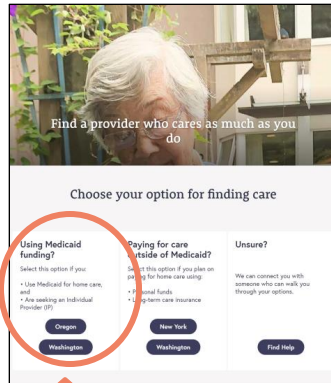 Find a provider who cares as much as you
do
Choose your option for finding care
Using Medicaid
funding?
Select this option if you:
• Use Medicaid for home care,
and
• Are seeking an Individual
Provider (IP)
Oregon
Washington
Paying for care
outside of Medicaid?
Select this option if you plan on
paying for home care using:
• Personal funds
• Long-term care insurance
New York
Washington
Unsure?
We can connect you with
someone who can walk you
through your options.
Find Help